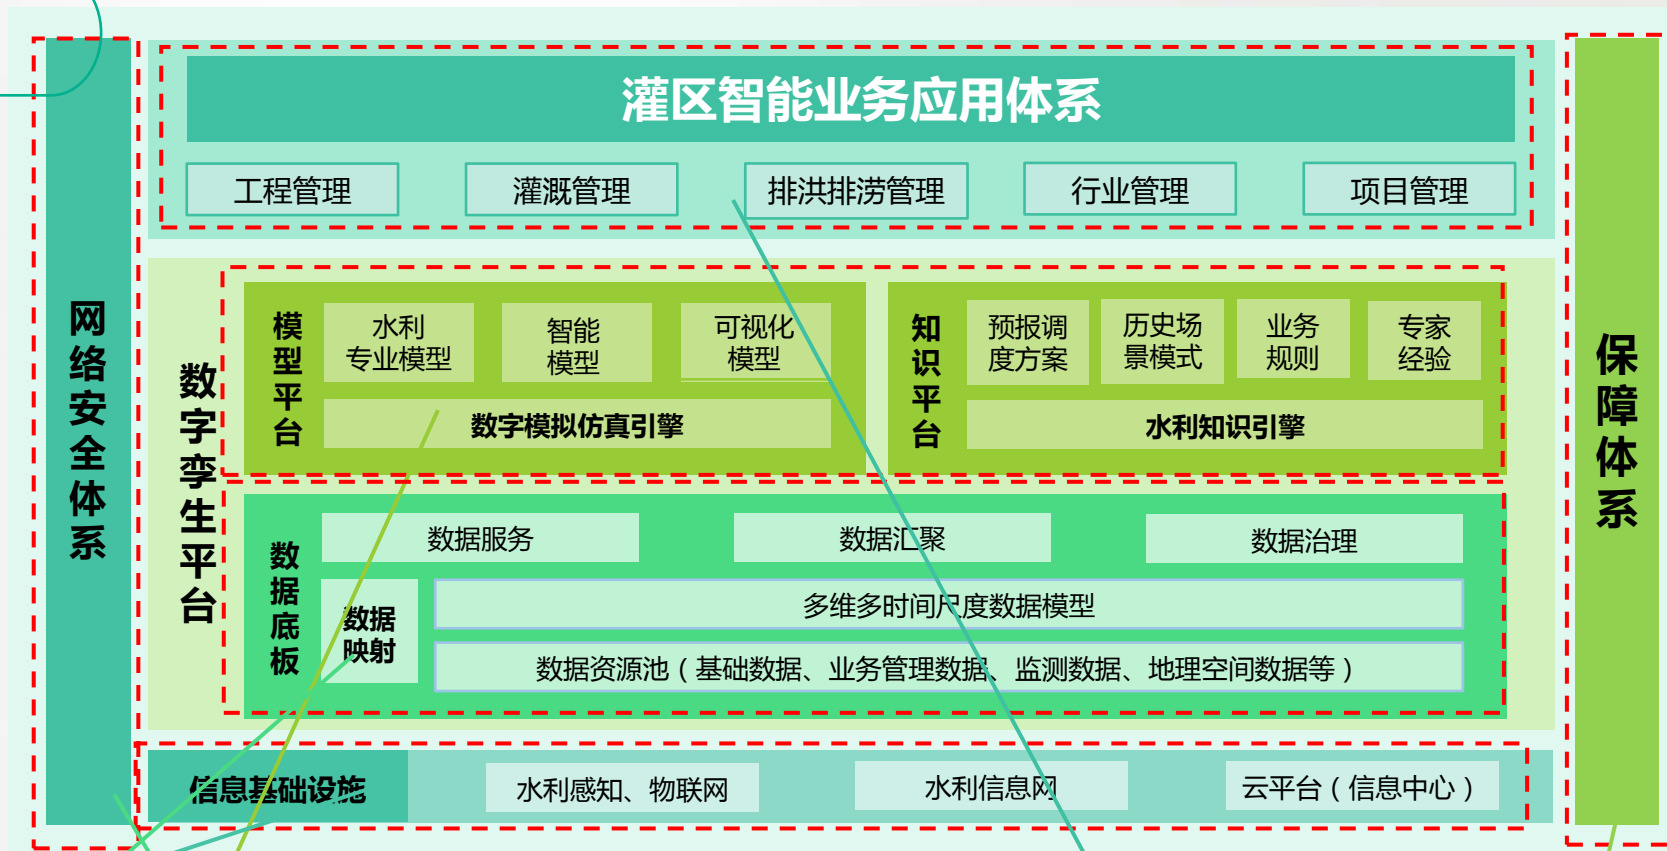 灌区智能业务应用体系
工程管理
灌溉管理
排洪排涝管理
行业管理
项目管理
网络安全体系
数字孪生平台
模型平台
水利
专业模型
智能
模型
可视化
模型
数字模拟仿真引擎
知识平台
预报调
度方案
历史场
景模式
业务
规则
专家
经验
水利知识引擎
数据底板
数据服务
数据汇聚
数据治理
数据
映射
多维多时间尺度数据模型
数据资源池（基础数据、业务管理数据、监测数据、地理空间数据等）
信息基础设施
水利感知、物联网
水利信息网
云平台（信息中心）
保障体系